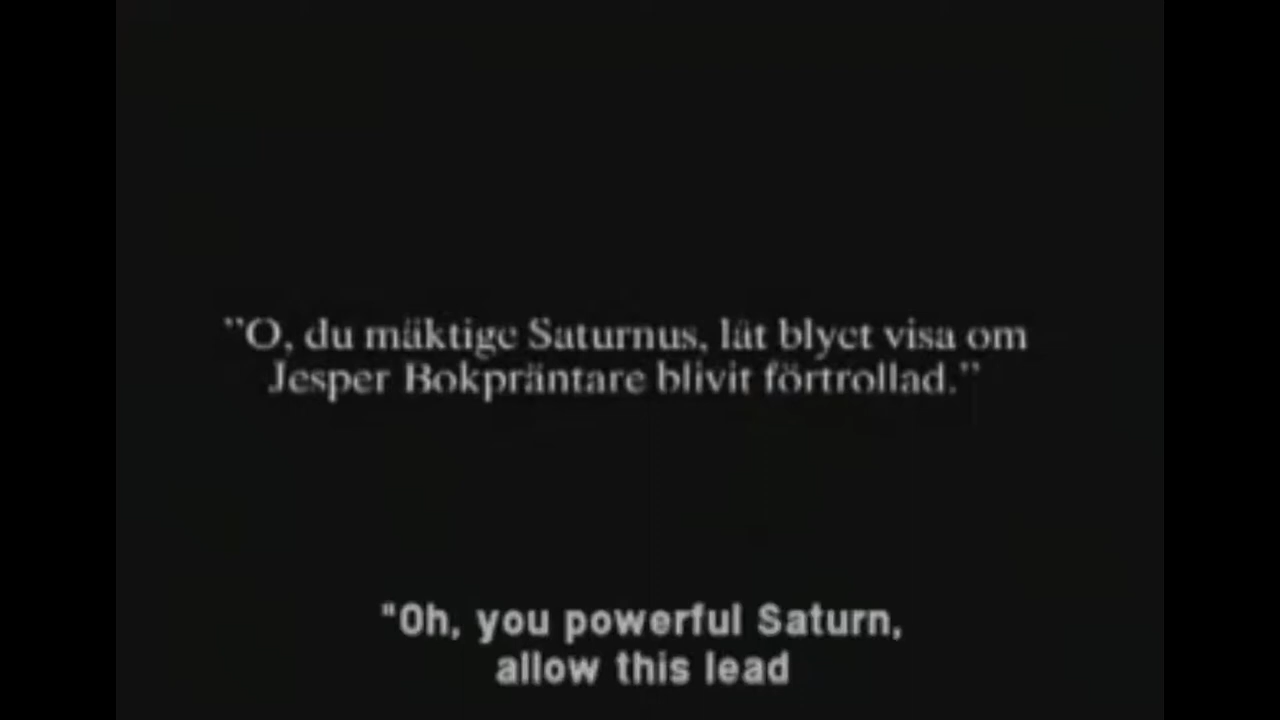 ”O, du mäktige Saturnus, låt blyet visa om
Jesper Bokpräntare blivit förtrollad.”
"Oh, you powerful Saturn,
allow this lead